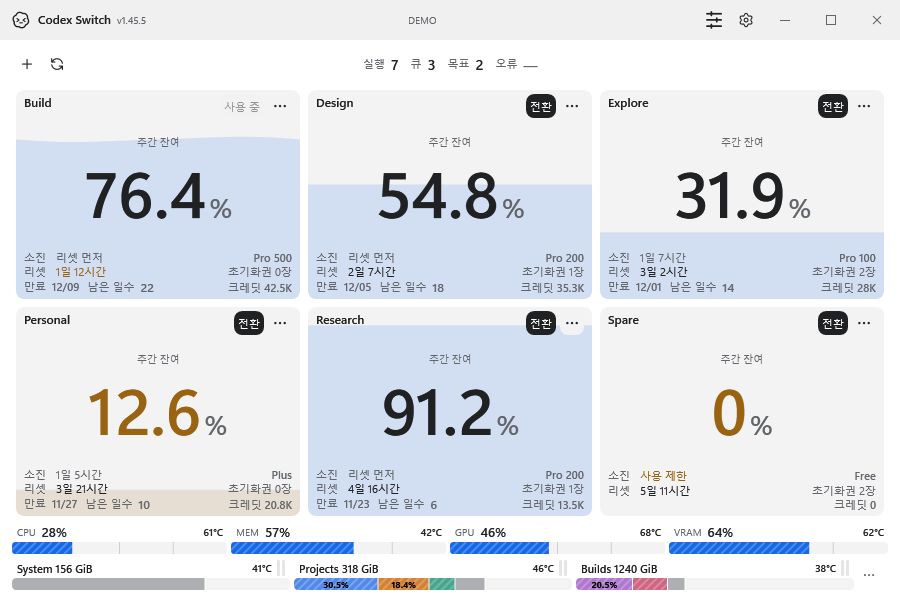 Codex Switch v1.45.5
DEMO
실행 7 큐 3 목표 2 오류 —
Build
사용 중
주간 잔여
76.4%
소진 리셋 먼저
Pro 500
리셋 1일 12시간
초기화권 0장
만료 12/09 남은 일수 22
크레딧 42.5K
Design
전환
주간 잔여
54.8%
소진 리셋 먼저
Pro 200
리셋 2일 7시간
초기화권 1장
만료 12/05 남은 일수 18
크레딧 35.3K
Explore
전환
주간 잔여
31.9%
소진 1일 7시간
Pro 100
리셋 3일 2시간
초기화권 2장
만료 12/01 남은 일수 14
크레딧 28K
Personal
전환
주간 잔여
12.6%
소진 1일 5시간
Plus
리셋 3일 21시간
초기화권 0장
만료 11/27 남은 일수 10
크레딧 20.8K
Research
전환
주간 잔여
91.2%
소진 리셋 먼저
Pro 200
리셋 4일 16시간
초기화권 1장
만료 11/23 남은 일수 6
크레딧 13.5K
Spare
전환
주간 잔여
0%
소진 사용 제한
Free
리셋 5일 11시간
초기화권 2장
크레딧 0
CPU 28% 61°C
MEM 57% 42°C
GPU 46% 68°C
VRAM 64% 62°C
System 156 GiB 41°C
Projects 318 GiB 46°C
30.5% 18.4%
Builds 1240 GiB 38°C
20.5%